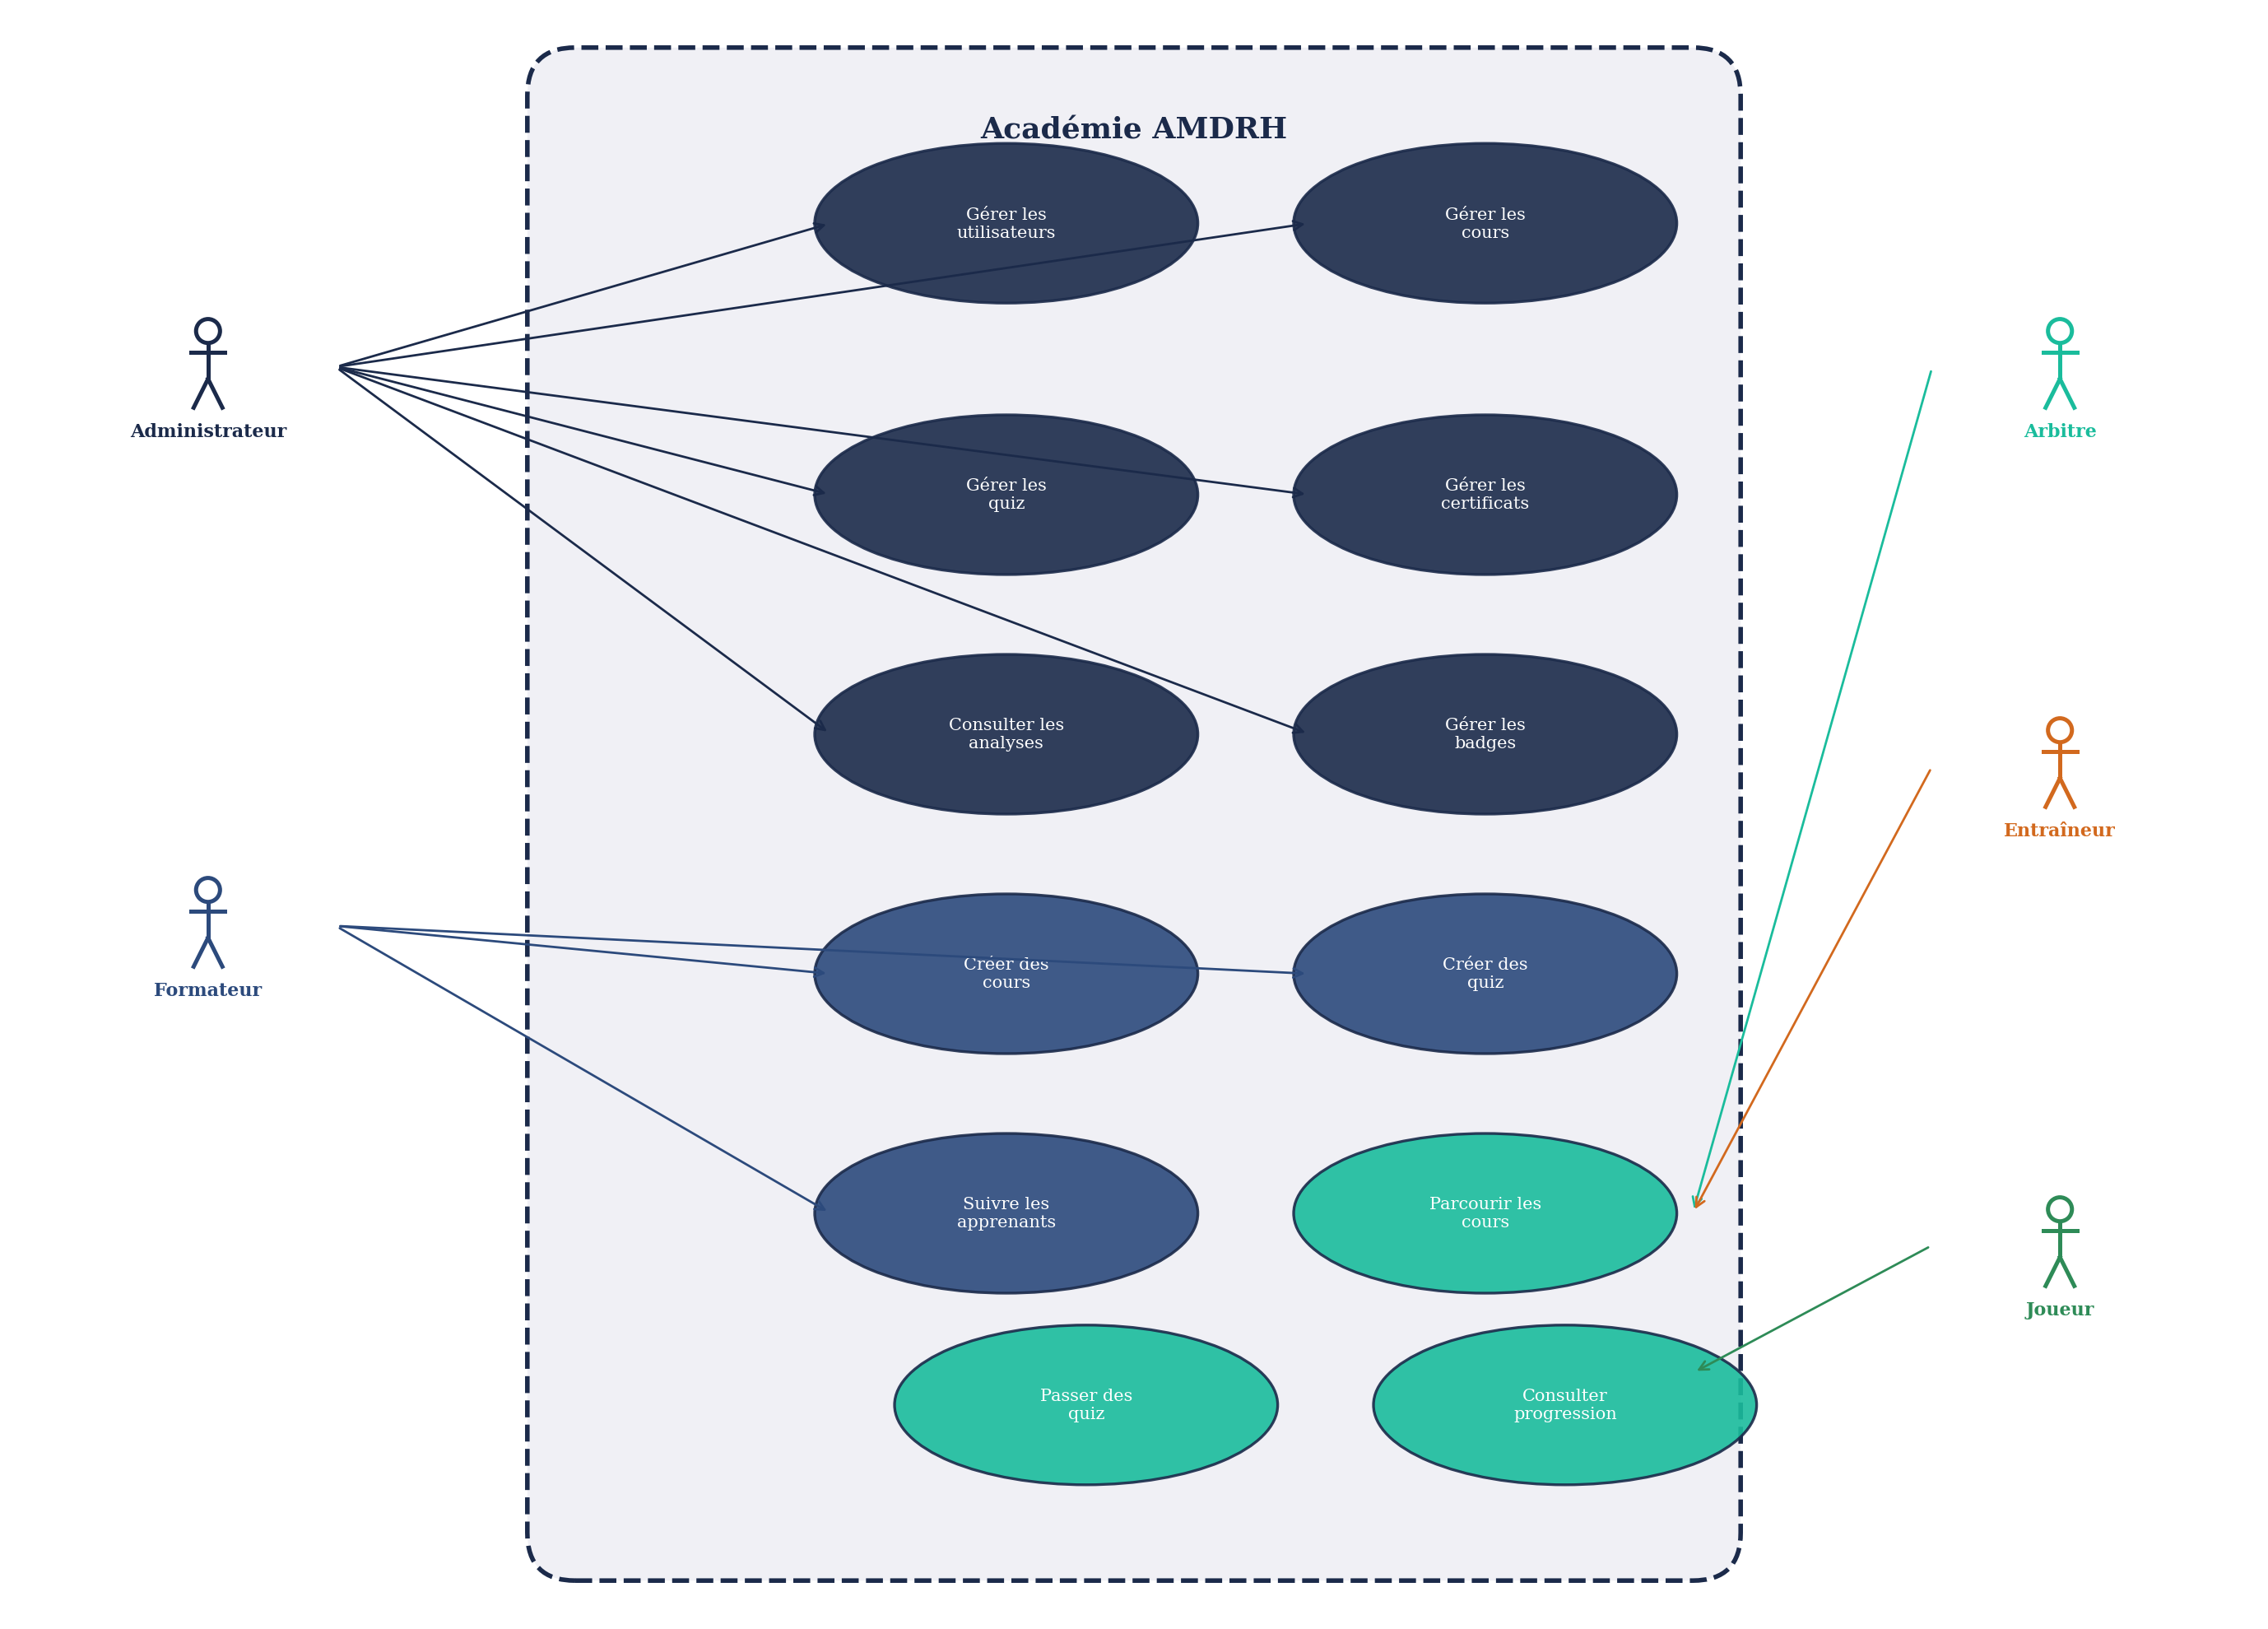 Académie AMDRH
Gérer les
utilisateurs
Gérer les
cours
Administrateur
Arbitre
Gérer les
quiz
Gérer les
certificats
Consulter les
analyses
Gérer les
badges
Entraîneur
Formateur
Créer des
cours
Créer des
quiz
Suivre les
apprenants
Parcourir les
cours
Joueur
Passer des
quiz
Consulter
progression